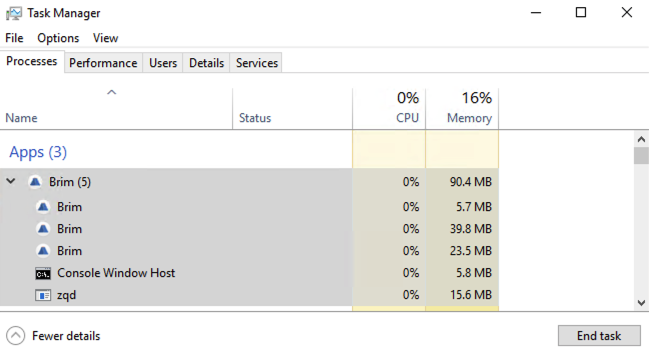 Task Manager
File Options View
Processes Performance Users Details Services
0% 16%
Name Status CPU Memory
Apps (3)
Brim (5) 0% 90.4 MB
Brim 0% 5.7 MB
Brim 0% 39.8 MB
Brim 0% 23.5 MB
Console Window Host 0% 5.8 MB
zqd 0% 15.6 MB
Fewer details End task